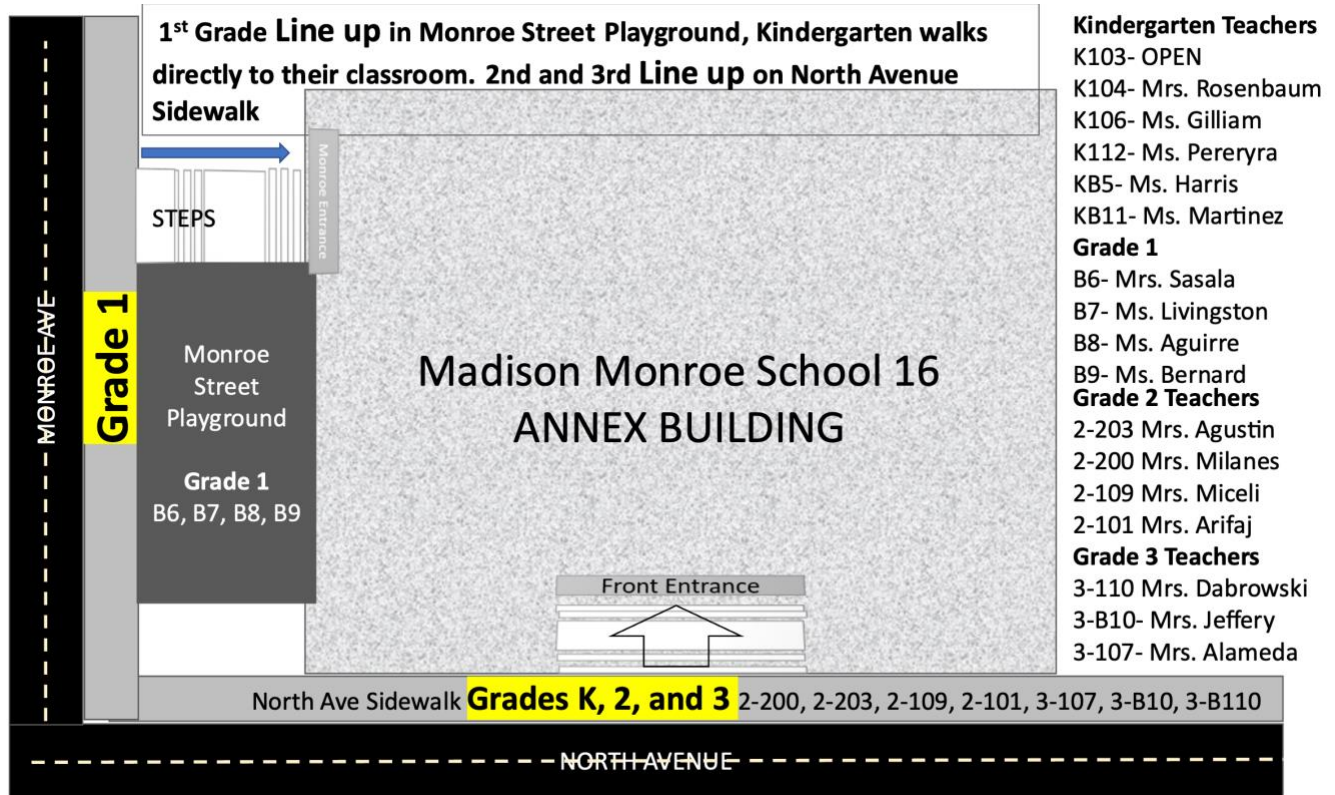 1st Grade Line up in Monroe Street Playground, Kindergarten walks
directly to their classroom. 2nd and 3rd Line up on North Avenue
Sidewalk
Monroe Entrance
STEPS
MONROE AVE
Grade 1
Monroe
Street
Playground
Grade 1
B6, B7, B8, B9
Madison Monroe School 16
ANNEX BUILDING
Front Entrance
North Ave Sidewalk Grades K, 2, and 3 2-200, 2-203, 2-109, 2-101, 3-107, 3-B10, 3-B110
NORTH AVENUE
Kindergarten Teachers
K103- OPEN
K104- Mrs. Rosenbaum
K106- Ms. Gilliam
K112- Ms. Pereryra
KB5- Ms. Harris
KB11- Ms. Martinez
Grade 1
B6- Mrs. Sasala
B7- Ms. Livingston
B8- Ms. Aguirre
B9- Ms. Bernard
Grade 2 Teachers
2-203 Mrs. Agustin
2-200 Mrs. Milanes
2-109 Mrs. Miceli
2-101 Mrs. Arifaj
Grade 3 Teachers
3-110 Mrs. Dabrowski
3-B10- Mrs. Jeffery
3-107- Mrs. Alameda